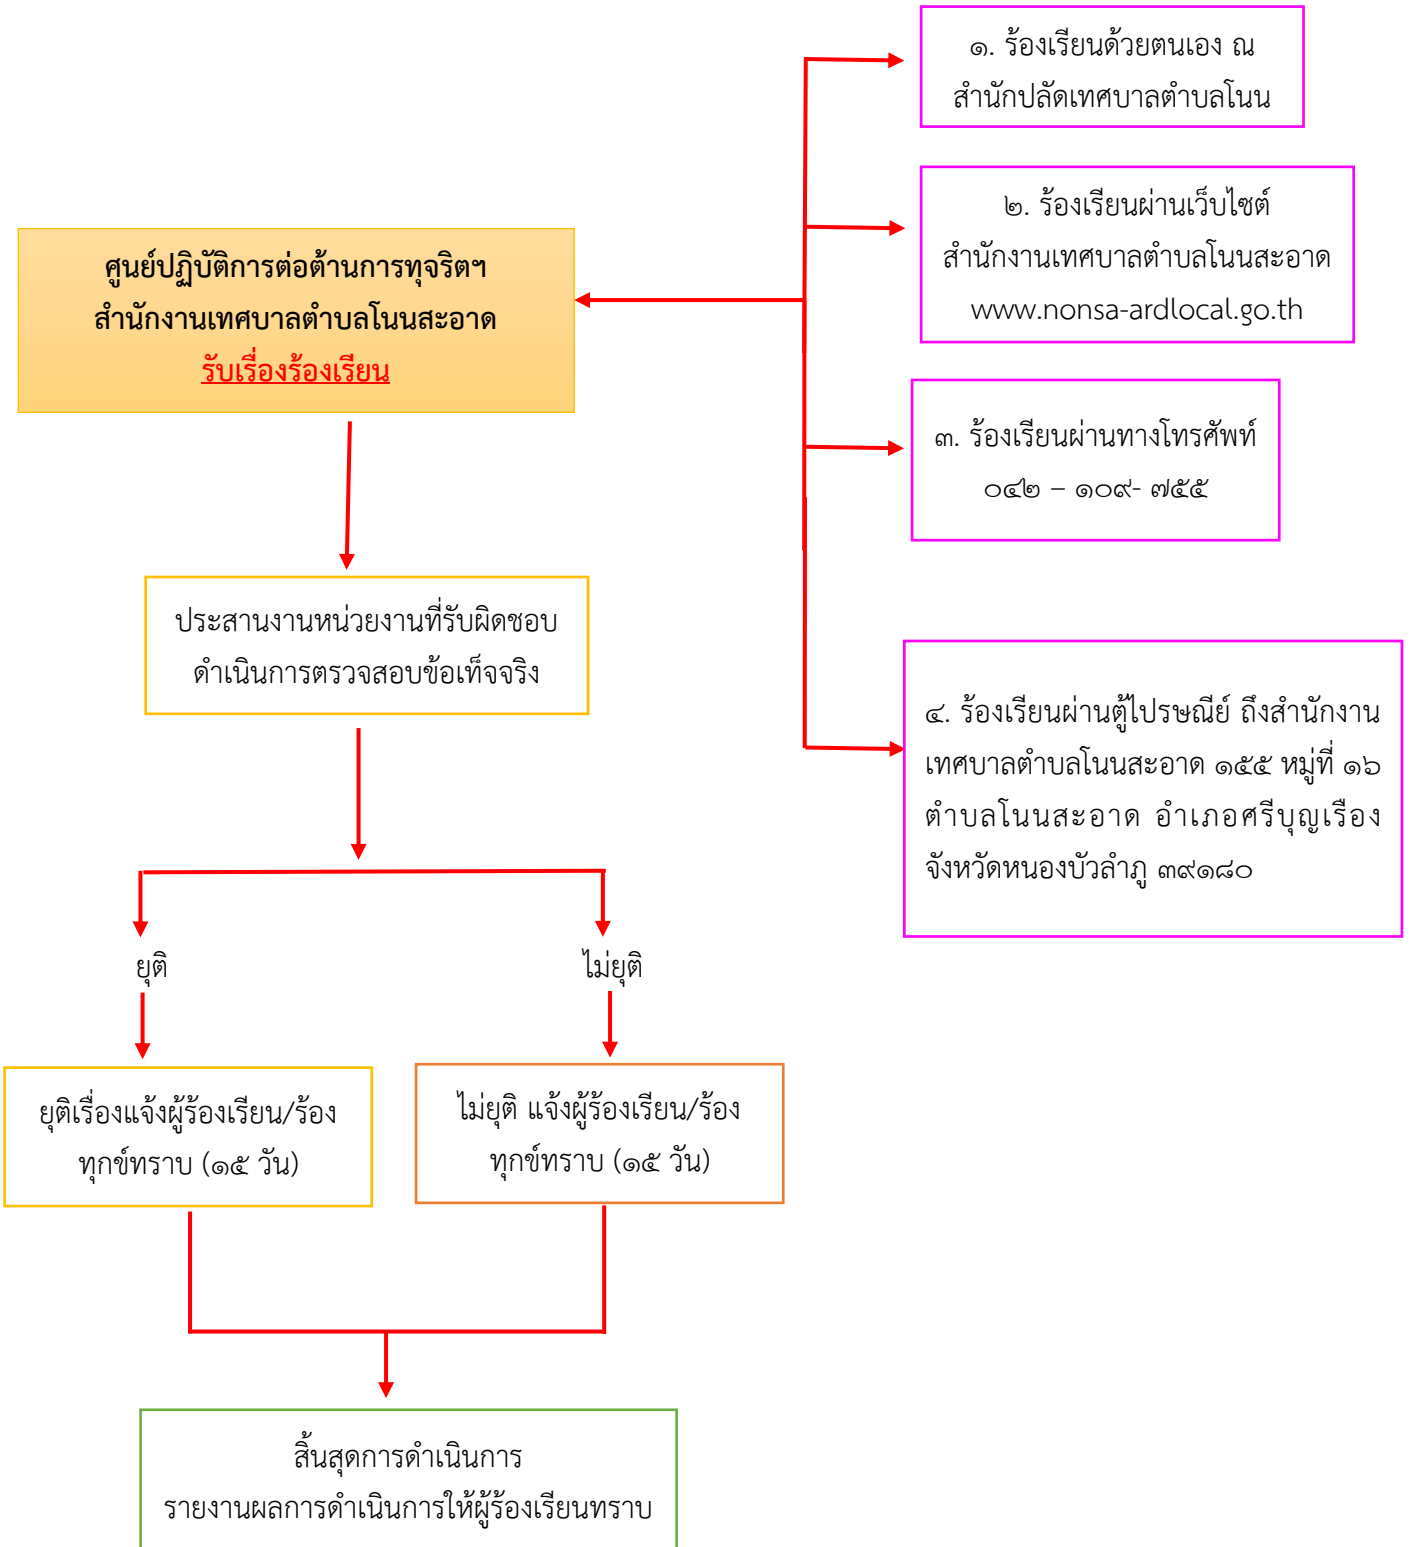 ๑. ร้องเรียนด้วยตนเอง ณ
สำนักปลัดเทศบาลตำบลโนน
๒. ร้องเรียนผ่านเว็บไซต์
สำนักงานเทศบาลตำบลโนนสะอาด
www.nonsa-ardlocal.go.th
ศูนย์ปฏิบัติการต่อต้านการทุจริตฯ
สำนักงานเทศบาลตำบลโนนสะอาด
รับเรื่องร้องเรียน
๓. ร้องเรียนผ่านทางโทรศัพท์
๐๔๒ – ๑๐๙- ๗๕๕
ประสานงานหน่วยงานที่รับผิดชอบ
ดำเนินการตรวจสอบข้อเท็จจริง
๔. ร้องเรียนผ่านตู้ไปรษณีย์ ถึงสำนักงาน
เทศบาลตำบลโนนสะอาด ๑๕๕ หมู่ที่ ๑๖
ตำบลโนนสะอาด อำเภอศรีบุญเรือง
จังหวัดหนองบัวลำภู ๓๙๑๘๐
ยุติ
ไม่ยุติ
ยุติเรื่องแจ้งผู้ร้องเรียน/ร้อง
ทุกข์ทราบ (๑๕ วัน)
ไม่ยุติ แจ้งผู้ร้องเรียน/ร้อง
ทุกข์ทราบ (๑๕ วัน)
สิ้นสุดการดำเนินการ
รายงานผลการดำเนินการให้ผู้ร้องเรียนทราบ